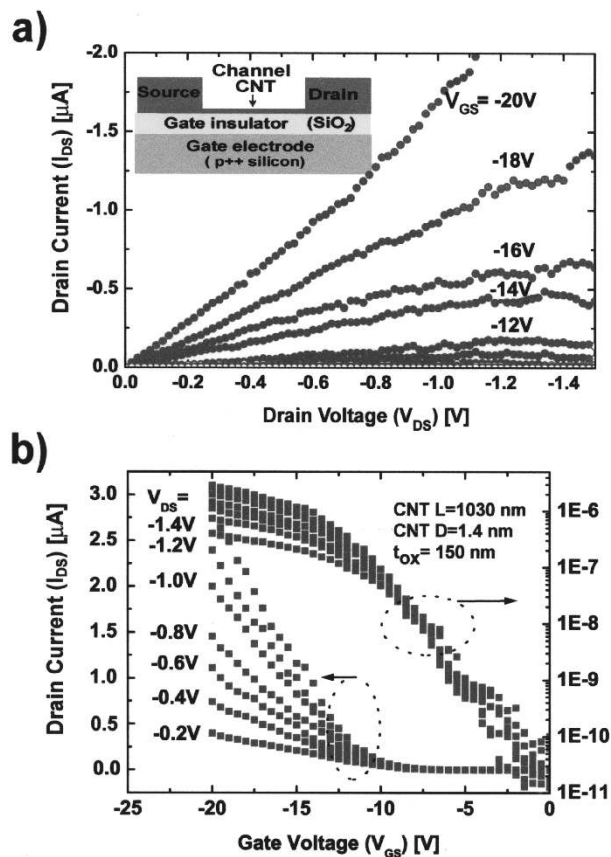 a)
-2.0
-1.5
-1.0
-0.5
0.0
Drain Current (I_DS) [µA]
Channel
CNT
Source
Drain
Gate insulator (SiO₂)
Gate electrode
( p++ silicon)
V_GS= -20V
-18V
-16V
-14V
-12V
0.0 -0.2 -0.4 -0.6 -0.8 -1.0 -1.2 -1.4
Drain Voltage (V_DS) [V]
b)
3.0
2.5
2.0
1.5
1.0
0.5
0.0
Drain Current (I_DS) [µA]
V_DS=
-1.4V
-1.2V
-1.0V
-0.8V
-0.6V
-0.4V
-0.2V
CNT L=1030 nm
CNT D=1.4 nm
t_ox= 150 nm
1E-6
1E-7
1E-8
1E-9
1E-10
1E-11
-25 -20 -15 -10 -5 0
Gate Voltage (V_GS) [V]